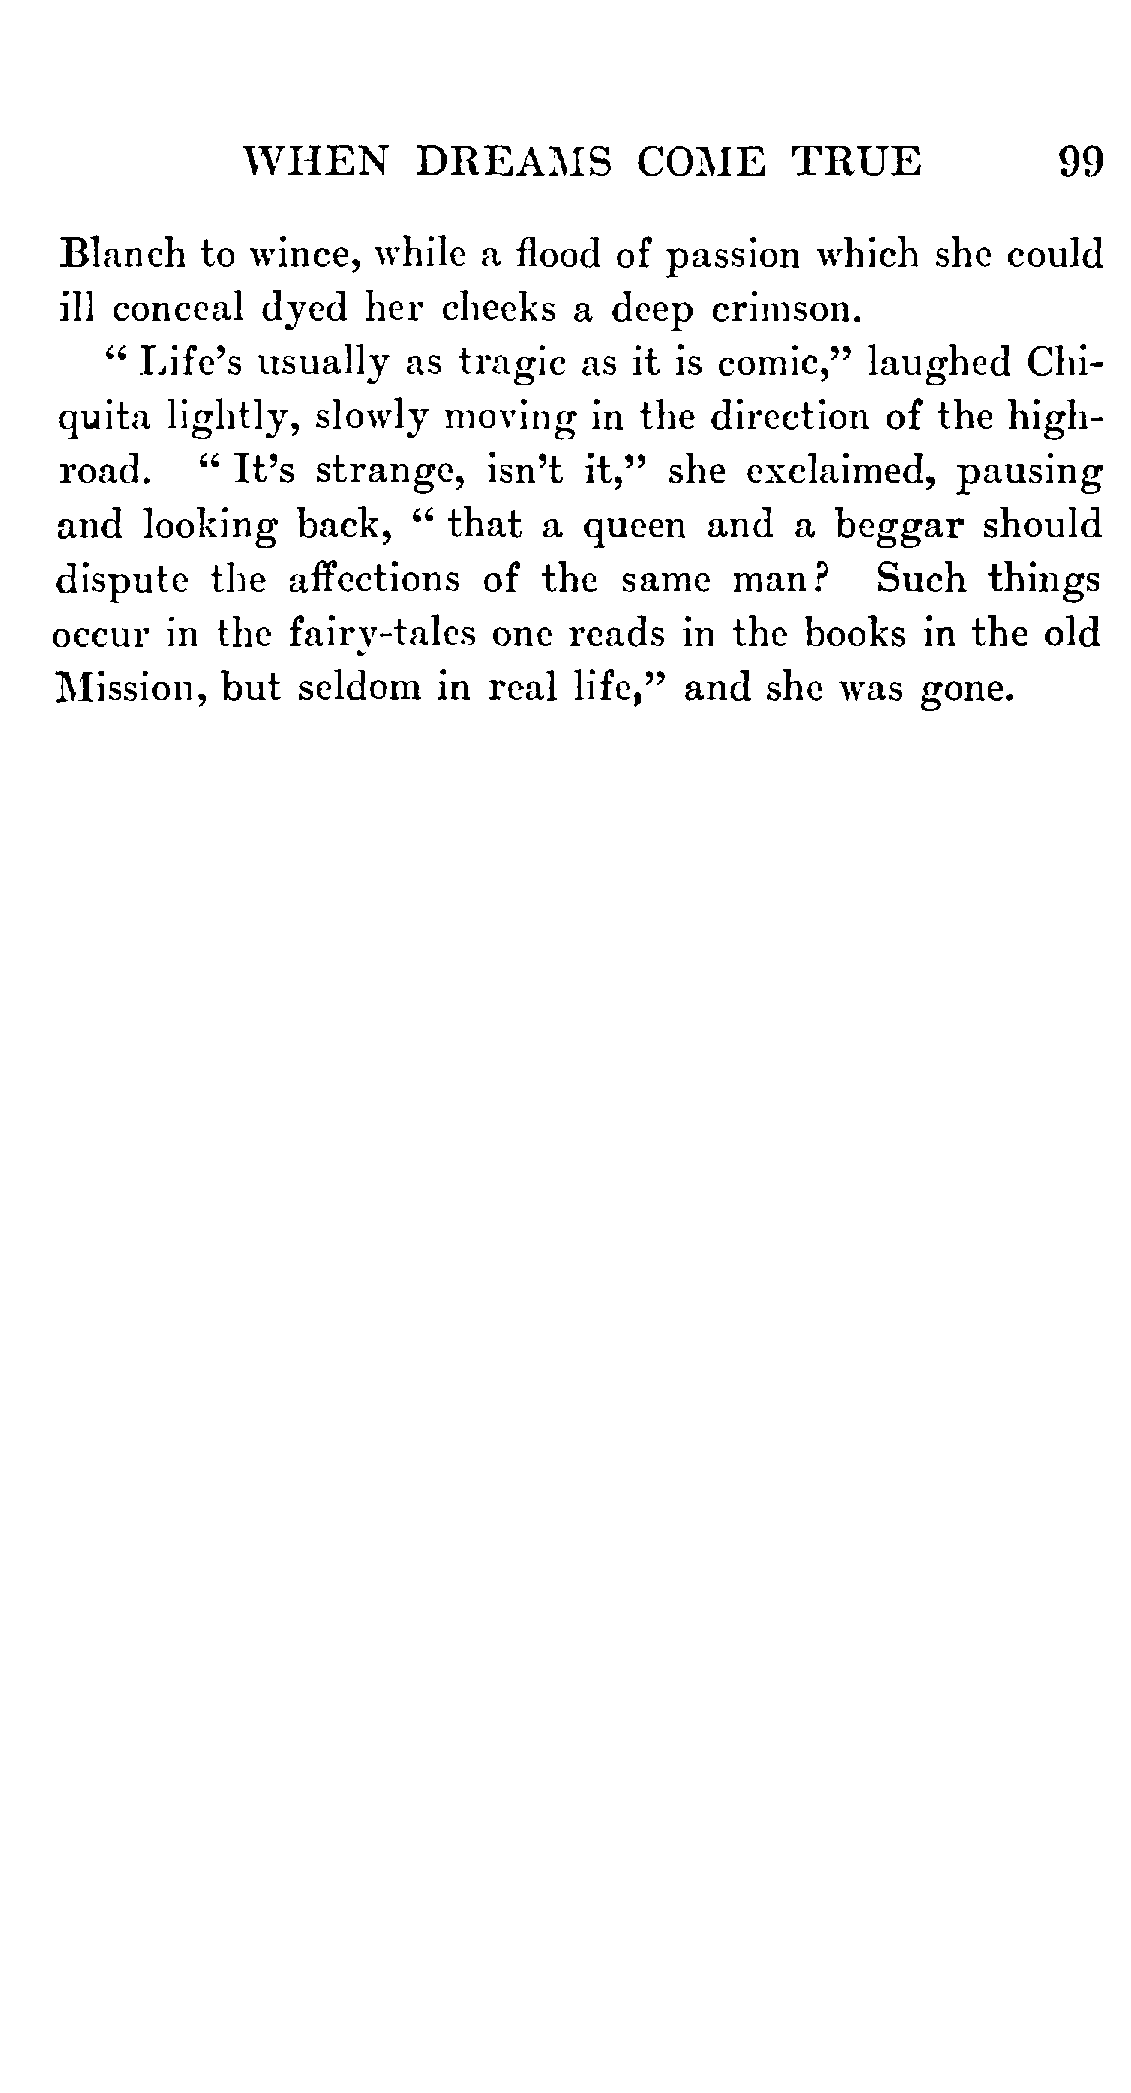 WHEN DREAMS COME TRUE 99
Blanch to wince, while a flood of passion which she could
ill conceal dyed her cheeks a deep crimson.
“ Life’s usually as tragic as it is comic,” laughed Chi-
quita lightly, slowly moving in the direction of the high-
road. “ It’s strange, isn’t it,” she exclaimed, pausing
and looking back, “ that a queen and a beggar should
dispute the affections of the same man? Such things
occur in the fairy-tales one reads in the books in the old
Mission, but seldom in real life,” and she was gone.